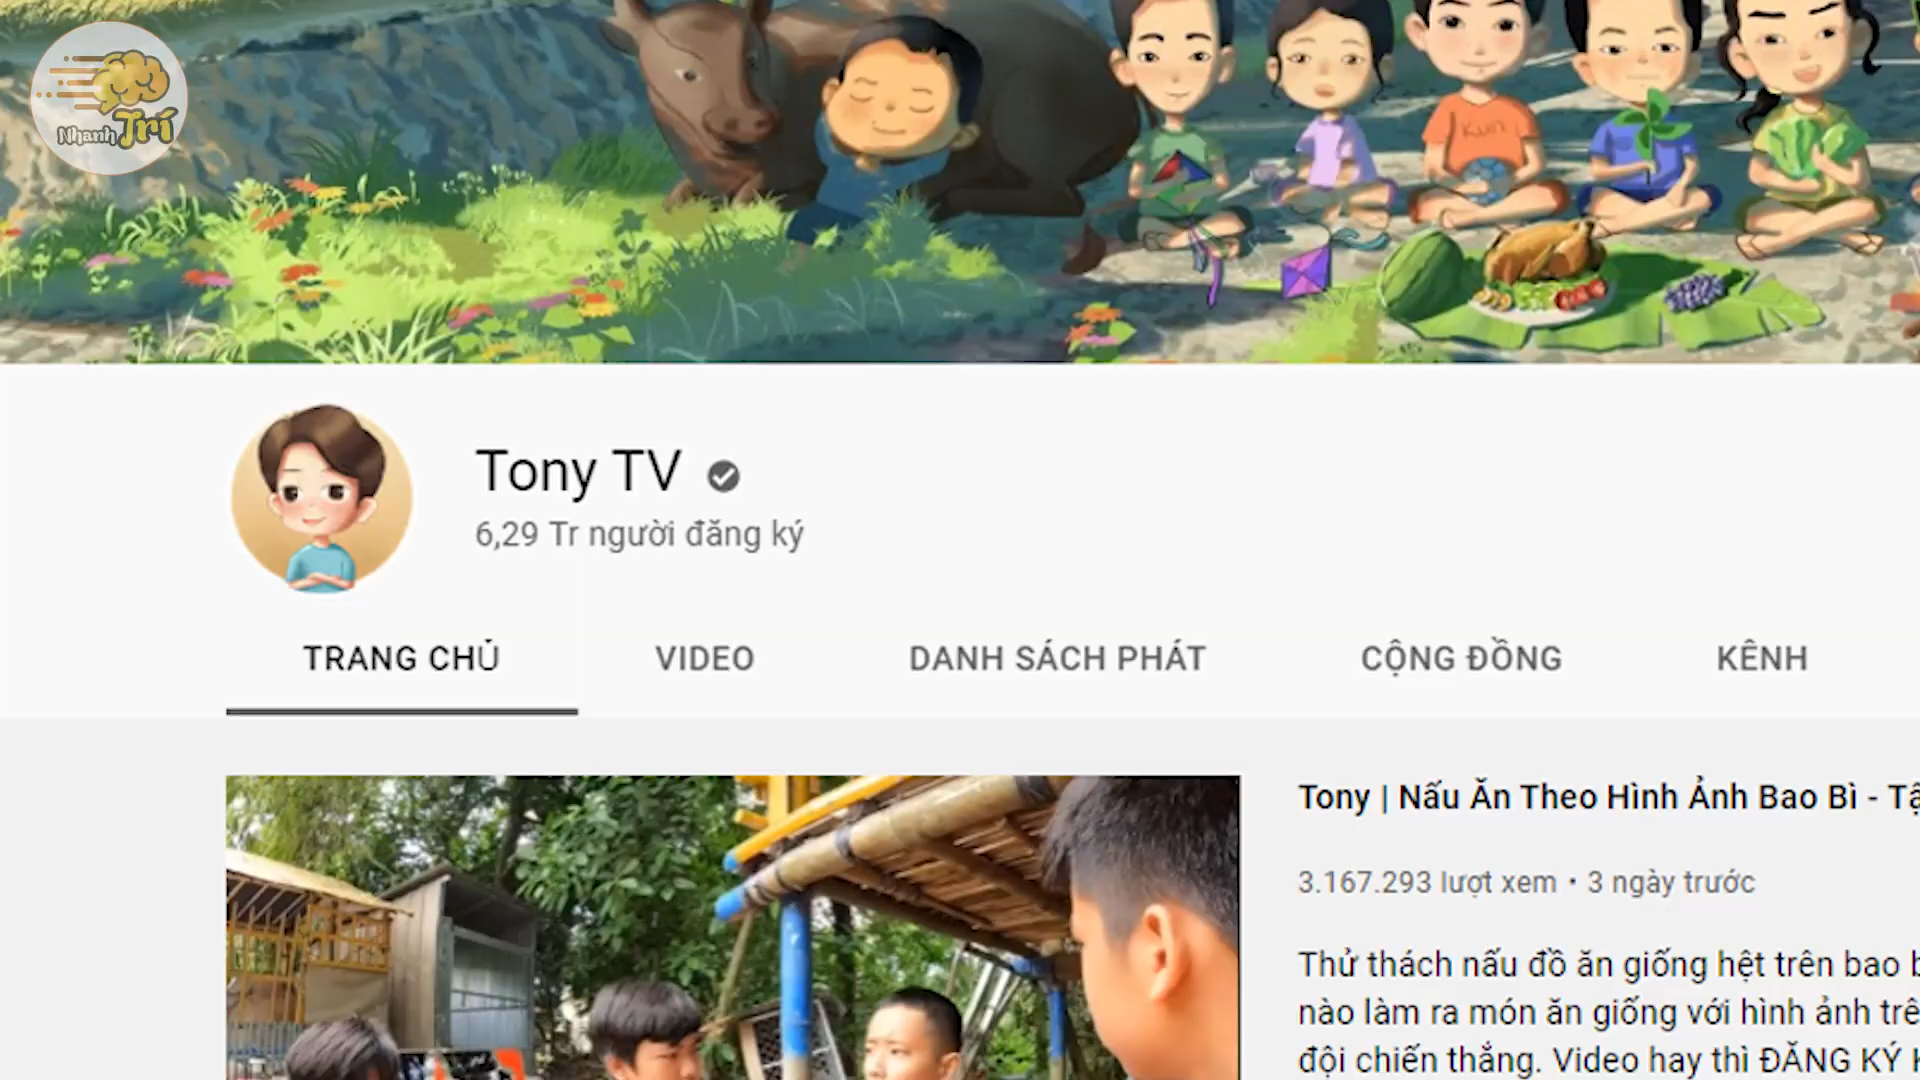 Nhanh Trí
Kun
Tony TV
6,29 Tr người đăng ký
TRANG CHỦ
VIDEO
DANH SÁCH PHÁT
CỘNG ĐỒNG
KÊNH
Tony | Nấu Ăn Theo Hình Ảnh Bao Bì -
3.167.293 lượt xem • 3 ngày trước
Thử thách nấu đồ ăn giống hệt trên bao
nào làm ra món ăn giống với hình ảnh
đội chiến thắng. Video hay thì ĐĂNG KÝ